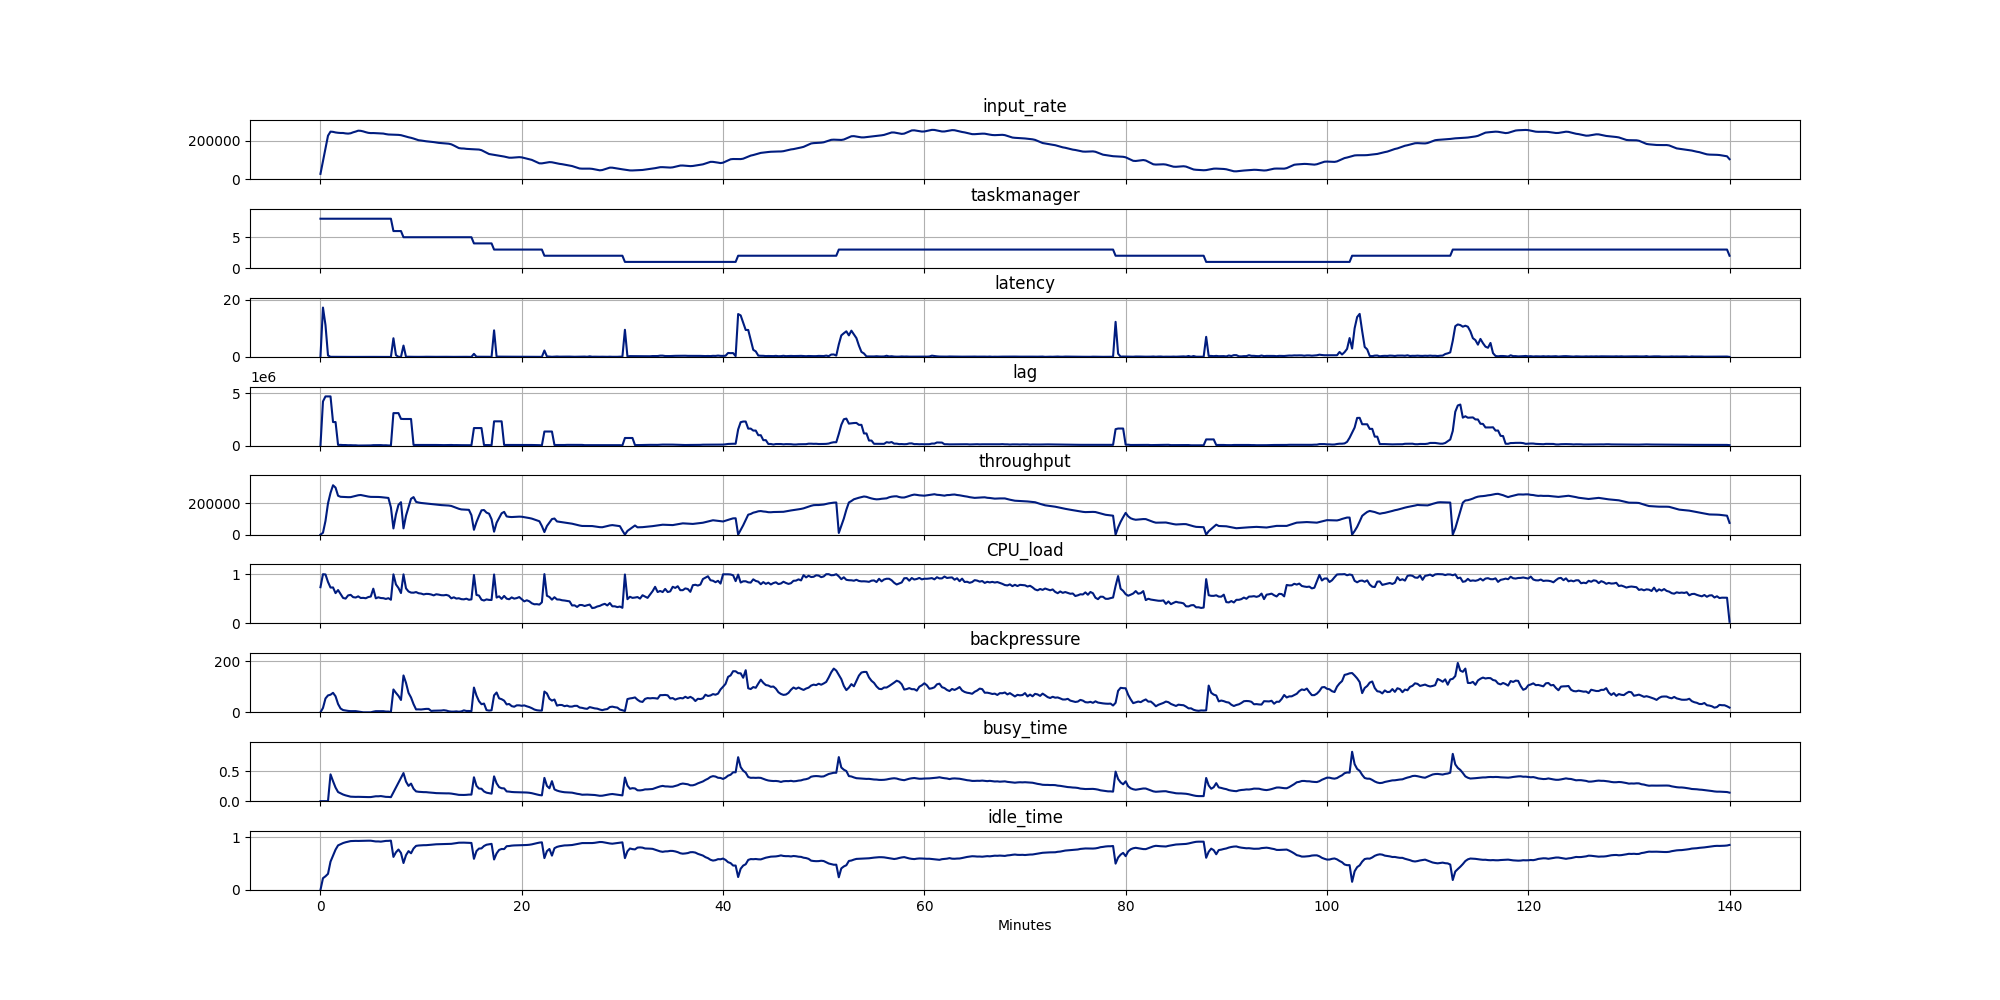 input_rate
200000
0
taskmanager
5
0
latency
20
0
1e6
lag
5
0
throughput
200000
0
CPU_load
1
0
backpressure
200
0
busy_time
0.5
0.0
idle_time
1
0
0 20 40 60 80 100 120 140
Minutes